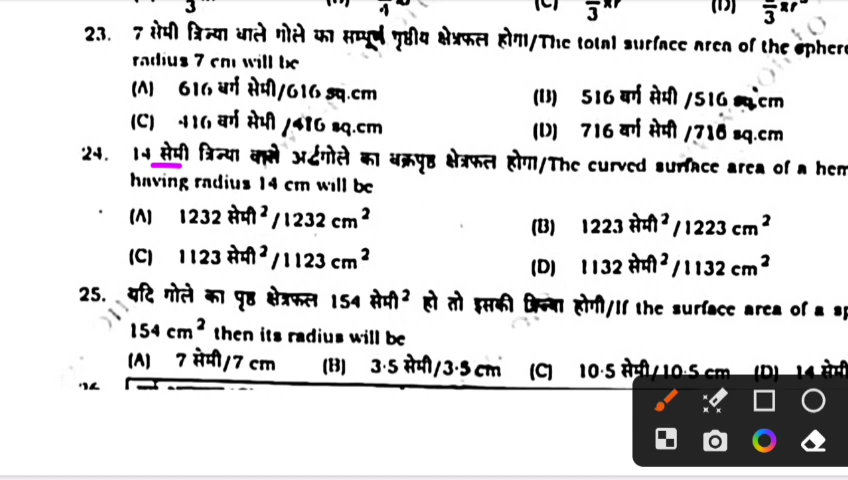 23. 7 सेमी त्रिज्या वाले गोले का सम्पूर्ण पृष्ठीय क्षेत्रफल होगा/The total surface area of the sphere
radius 7 cm will be
(A) 616 वर्ग सेमी/616 sq.cm
(B) 516 वर्ग सेमी /516 sq.cm
(C) 416 वर्ग सेमी /416 sq.cm
(D) 716 वर्ग सेमी /716 sq.cm
24. 14 सेमी त्रिज्या वाले अर्द्धगोले का वक्रपृष्ठ क्षेत्रफल होगा/The curved surface area of a hem
having radius 14 cm will be
(A) 1232 सेमी²/1232 cm²
(B) 1223 सेमी²/1223 cm²
(C) 1123 सेमी²/1123 cm²
(D) 1132 सेमी²/1132 cm²
25. यदि गोले का पृष्ठ क्षेत्रफल 154 सेमी² हो तो इसकी त्रिज्या होगी/If the surface area of a sp
154 cm² then its radius will be
(A) 7 सेमी/7 cm (B) 3·5 सेमी/3·5 cm (C) 10·5 सेमी/10·5 cm (D) 14 सेमी